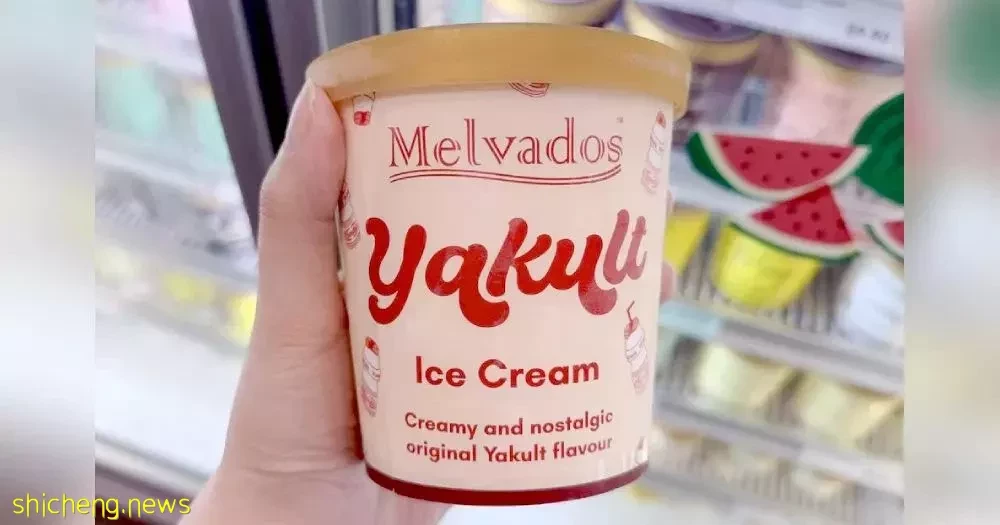 Melvados
Yakult
Ice Cream
Creamy and nostalgic
original Yakult flavour
shicheng.news